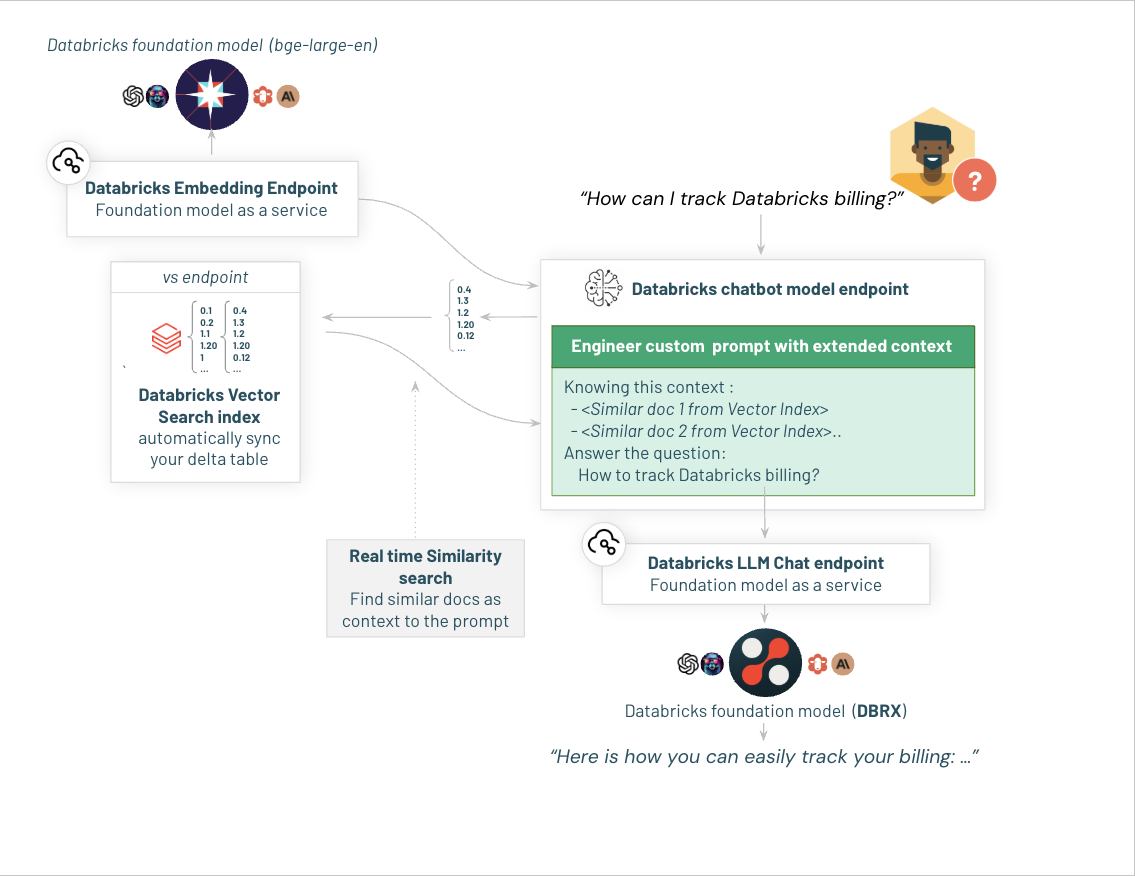 Databricks foundation model (bge-large-en)
Databricks Embedding Endpoint
Foundation model as a service
?
“How can I track Databricks billing?”
vs endpoint
0.1
0.2
1.1
1.20
1
...
0.4
1.3
1.2
1.20
0.12
...
`
Databricks Vector
Search index
automatically sync
your delta table
0.4
1.3
1.2
1.20
0.12
...
Databricks chatbot model endpoint
Engineer custom  prompt with extended context
Knowing this context :
- <Similar doc 1 from Vector Index>
- <Similar doc 2 from Vector Index>..
Answer the question:
How to track Databricks billing?
Real time Similarity
search
Find similar docs as
context to the prompt
Databricks LLM Chat endpoint
Foundation model as a service
Databricks foundation model (DBRX)
“Here is how you can easily track your billing: ...”